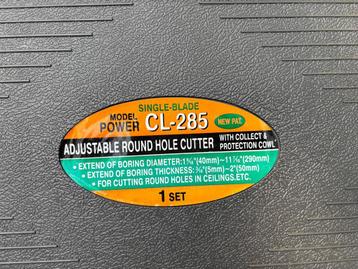 SINGLE-BLADE
MODEL POWER CL-285 NEW PAT.
ADJUSTABLE ROUND HOLE CUTTER WITH COLLECT & PROTECTION COWL
• EXTEND OF BORING DIAMETER:1⅝"(40mm)~11⅞"(290mm)
• EXTEND OF BORING THICKNESS:⅜"(5mm)~2"(50mm)
• FOR CUTTING ROUND HOLES IN CEILINGS.ETC.
1 SET